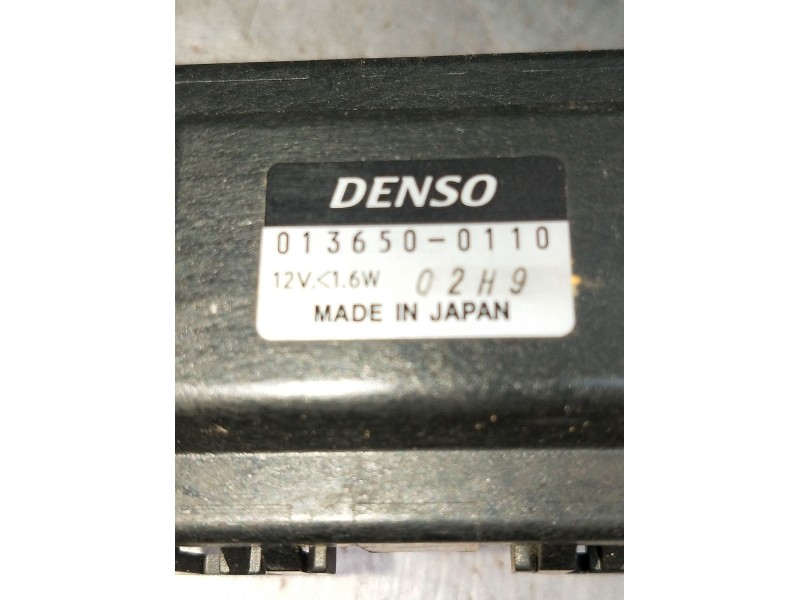 DENSO
013650-0110
12V.<1.6W 02H9
MADE IN JAPAN